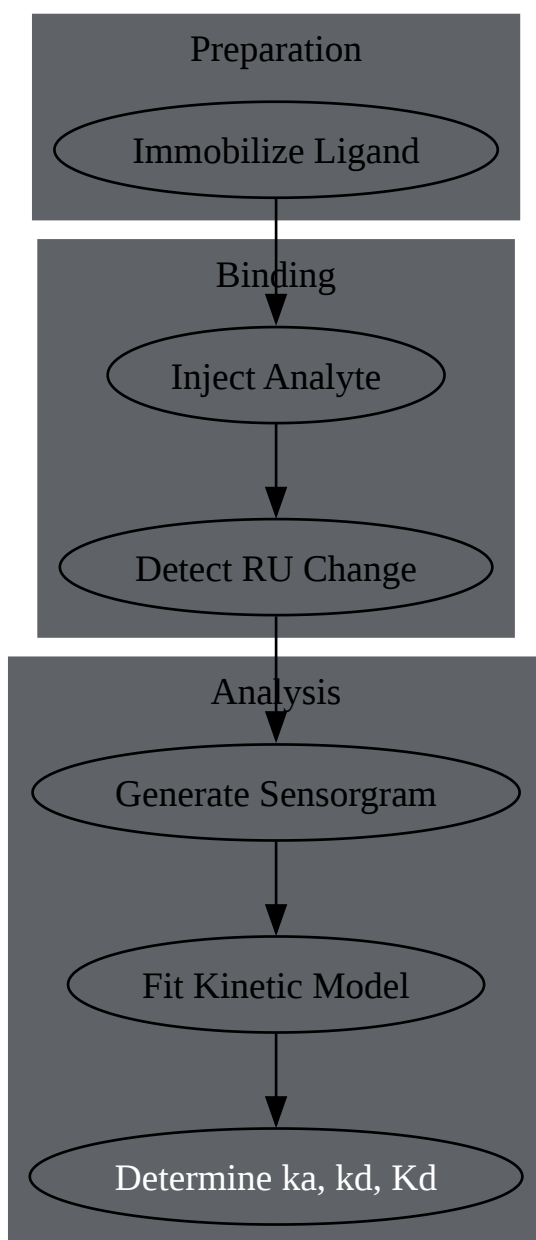 Preparation
Immobilize Ligand
Binding
Inject Analyte
Detect RU Change
Analysis
Generate Sensorgram
Fit Kinetic Model
Determine ka, kd, Kd